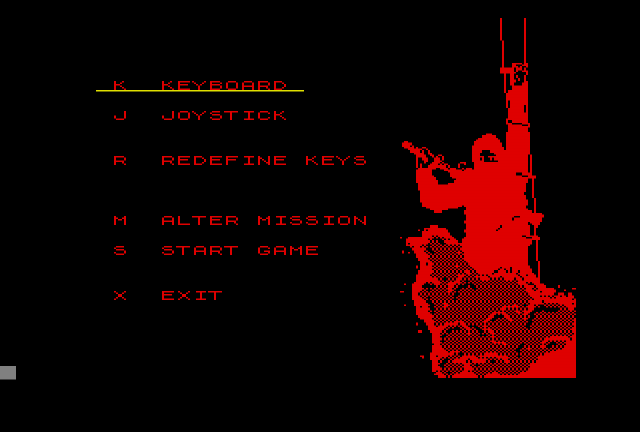 K KEYBOARD
J JOYSTICK
R REDEFINE KEYS
M ALTER MISSION
S START GAME
X EXIT